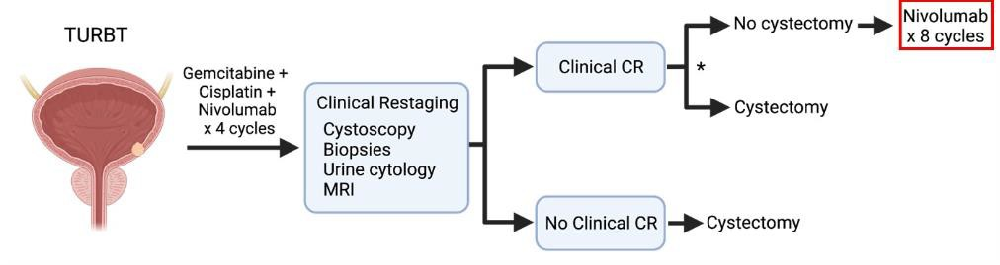 TURBT
Gemcitabine +
Cisplatin +
Nivolumab
x 4 cycles
Clinical Restaging
Cystoscopy
Biopsies
Urine cytology
MRI
Clinical CR
*
No cystectomy
Nivolumab
x 8 cycles
Cystectomy
No Clinical CR
Cystectomy